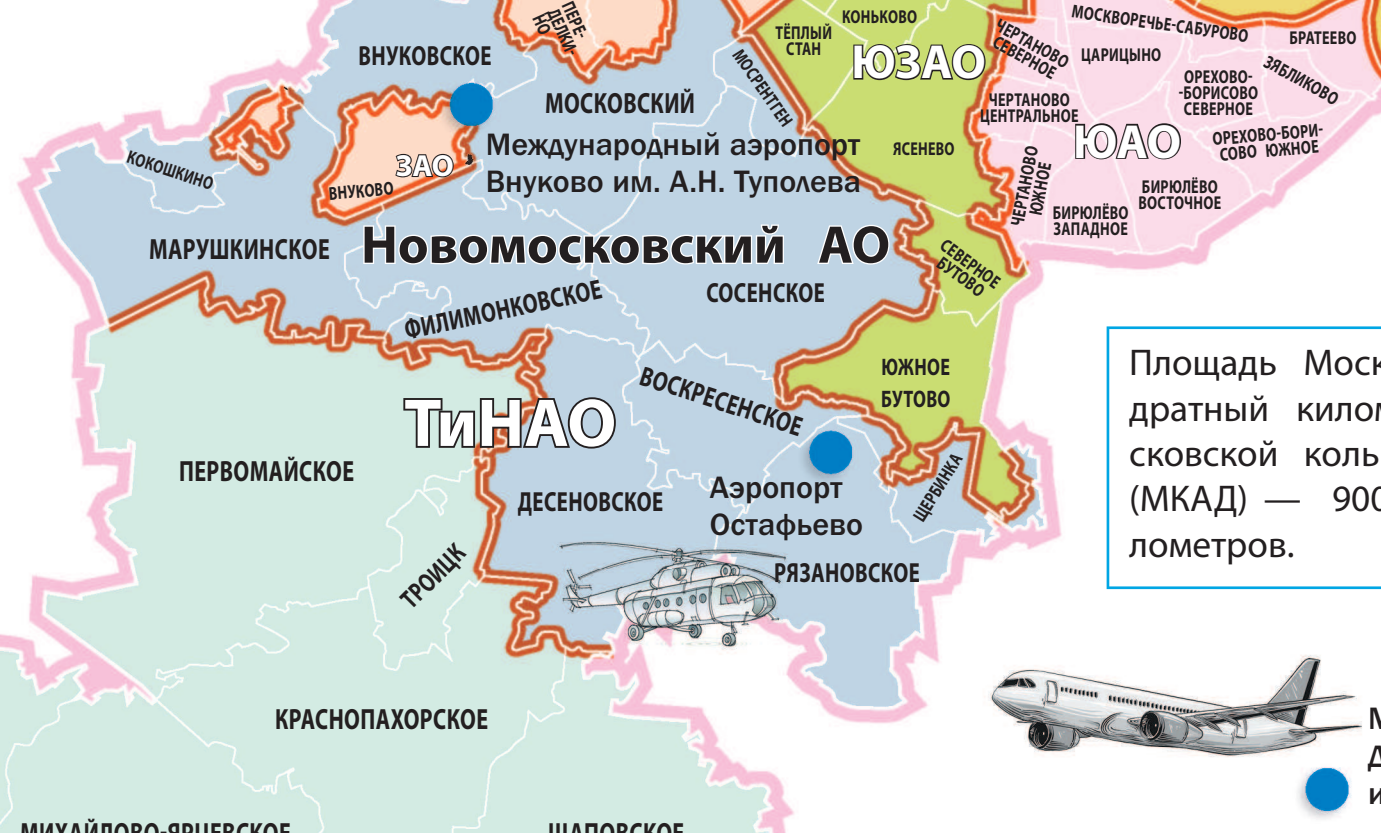 ПЕРЕ-
ДЕЛКИ-
НО
КОНЬКОВО
ТЁПЛЫЙ
СТАН
ЮЗАО
МОСКВОРЕЧЬЕ-САБУРОВО
БРАТЕЕВО
ЧЕРТАНОВО
СЕВЕРНОЕ
ЦАРИЦЫНО
ЗЯБЛИКОВО
ОРЕХОВО-
-БОРИСОВО
СЕВЕРНОЕ
ВНУКОВСКОЕ
МОСКОВСКИЙ
МОСРЕНТГЕН
ЧЕРТАНОВО
ЦЕНТРАЛЬНОЕ
ЮАО
ОРЕХОВО-БОРИ-
СОВО ЮЖНОЕ
Международный аэропорт
Внуково им. А.Н. Туполева
ЯСЕНЕВО
КОКОШКИНО
ЗАО
ВНУКОВО
ЧЕРТАНОВО
ЮЖНОЕ
БИРЮЛЁВО
ВОСТОЧНОЕ
БИРЮЛЁВО
ЗАПАДНОЕ
МАРУШКИНСКОЕ
Новомосковский АО
СЕВЕРНОЕ
БУТОВО
ФИЛИМОНКОВСКОЕ
СОСЕНСКОЕ
ЮЖНОЕ
БУТОВО
ВОСКРЕСЕНСКОЕ
ТиНАО
ПЕРВОМАЙСКОЕ
ДЕСЕНОВСКОЕ
Аэропорт
Остафьево
ЩЕРБИНКА
ТРОИЦК
РЯЗАНОВСКОЕ
Площадь Моск
дратный килом
сковской коль
(МКАД) — 900
лометров.
КРАСНОПАХОРСКОЕ
М
Д
и
МИХАЙЛОВО-ЯРЦЕВСКОЕ
ЩАПОВСКОЕ